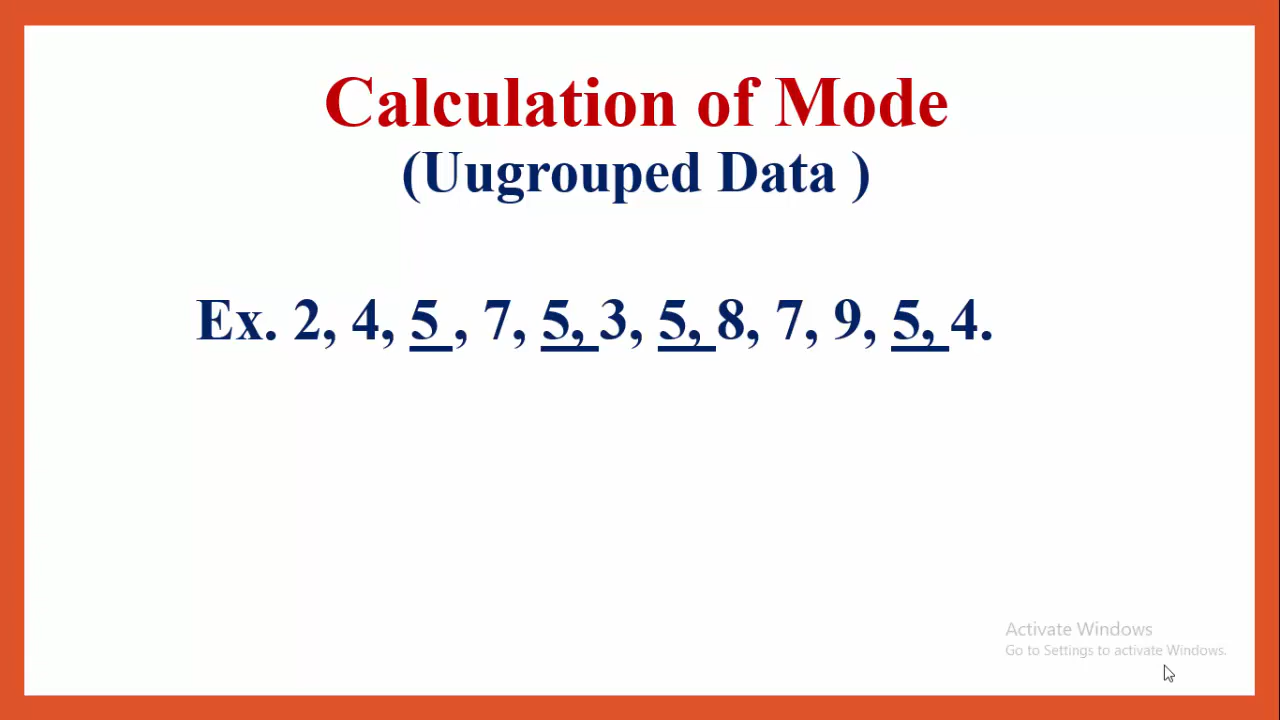 Calculation of Mode
(Uugrouped Data )
Ex. 2, 4, 5 , 7, 5, 3, 5, 8, 7, 9, 5, 4.
Activate Windows
Go to Settings to activate Windows.